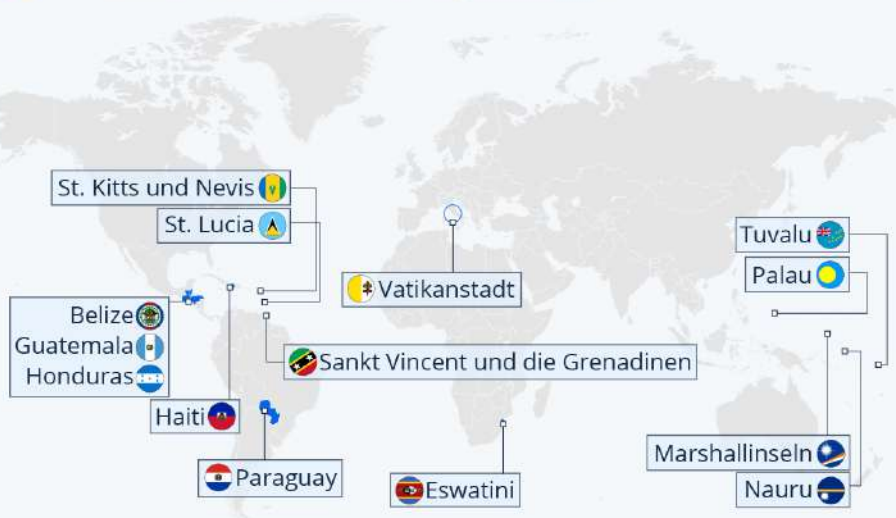 St. Kitts und Nevis
St. Lucia
Tuvalu
Palau
Vatikanstadt
Belize
Guatemala
Honduras
Sankt Vincent und die Grenadinen
Haiti
Paraguay
Eswatini
Marshallinseln
Nauru